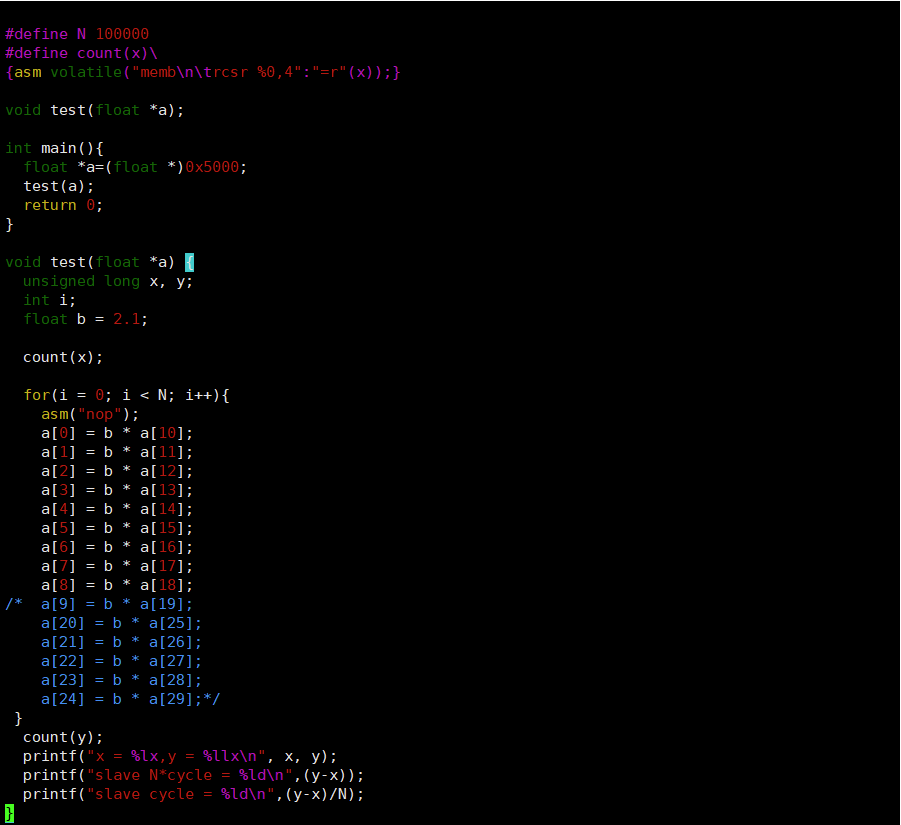 #define N 100000
#define count(x)\
{asm volatile("memb\n\trcsr %0,4":"=r"(x));}
void test(float *a);
int main(){
float *a=(float *)0x5000;
test(a);
return 0;
}
void test(float *a) {
unsigned long x, y;
int i;
float b = 2.1;
count(x);
for(i = 0; i < N; i++){
asm("nop");
a[0] = b * a[10];
a[1] = b * a[11];
a[2] = b * a[12];
a[3] = b * a[13];
a[4] = b * a[14];
a[5] = b * a[15];
a[6] = b * a[16];
a[7] = b * a[17];
a[8] = b * a[18];
/*  a[9] = b * a[19];
a[20] = b * a[25];
a[21] = b * a[26];
a[22] = b * a[27];
a[23] = b * a[28];
a[24] = b * a[29];*/
}
count(y);
printf("x = %lx,y = %llx\n", x, y);
printf("slave N*cycle = %ld\n",(y-x));
printf("slave cycle = %ld\n",(y-x)/N);
}